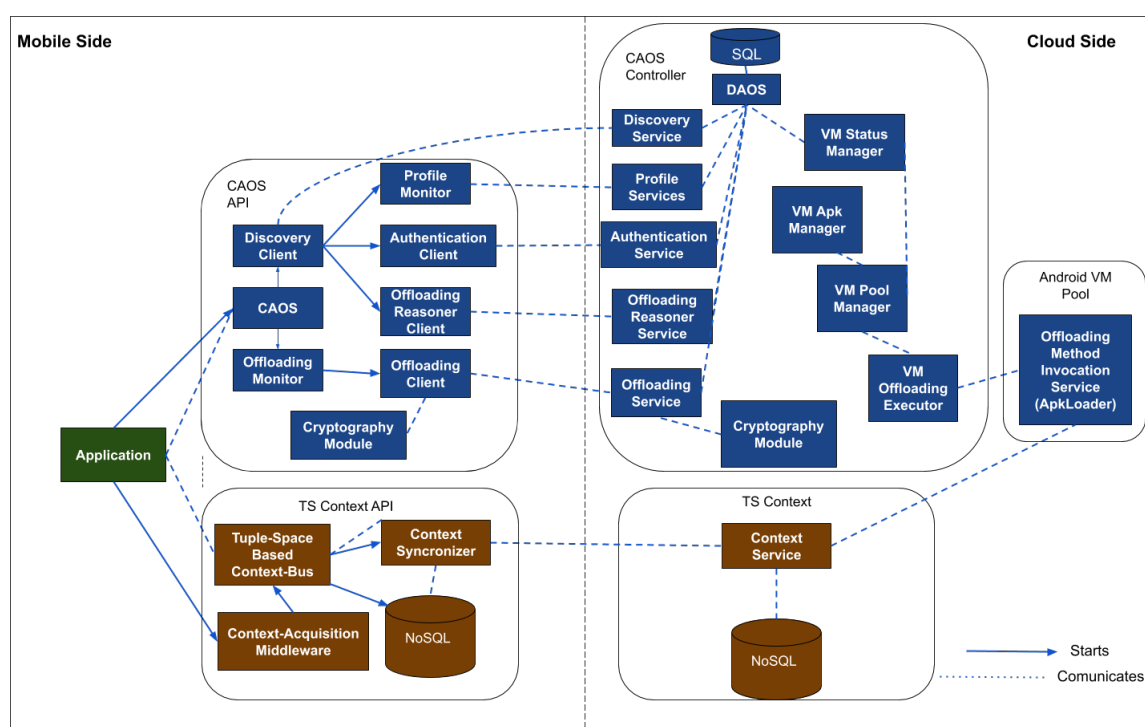 Mobile Side
Cloud Side
CAOS
Controller
SQL
DAOS
Discovery
Service
VM Status
Manager
Profile
Services
VM Apk
Manager
Authentication
Service
VM Pool
Manager
Offloading
Reasoner
Service
VM
Offloading
Executor
Offloading
Service
Cryptography
Module
Android VM
Pool
Offloading
Method
Invocation
Service
(ApkLoader)
CAOS
API
Profile
Monitor
Discovery
Client
Authentication
Client
CAOS
Offloading
Reasoner
Client
Offloading
Monitor
Offloading
Client
Cryptography
Module
Application
TS Context API
Tuple-Space
Based
Context-Bus
Context
Syncronizer
Context-Acquisition
Middleware
NoSQL
TS Context
Context
Service
NoSQL
Starts
Comunicates